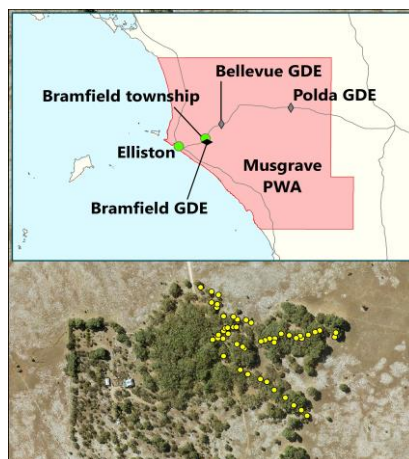 Bellevue GDE
Polda GDE
Bramfield township
Elliston
Musgrave
PWA
Bramfield GDE